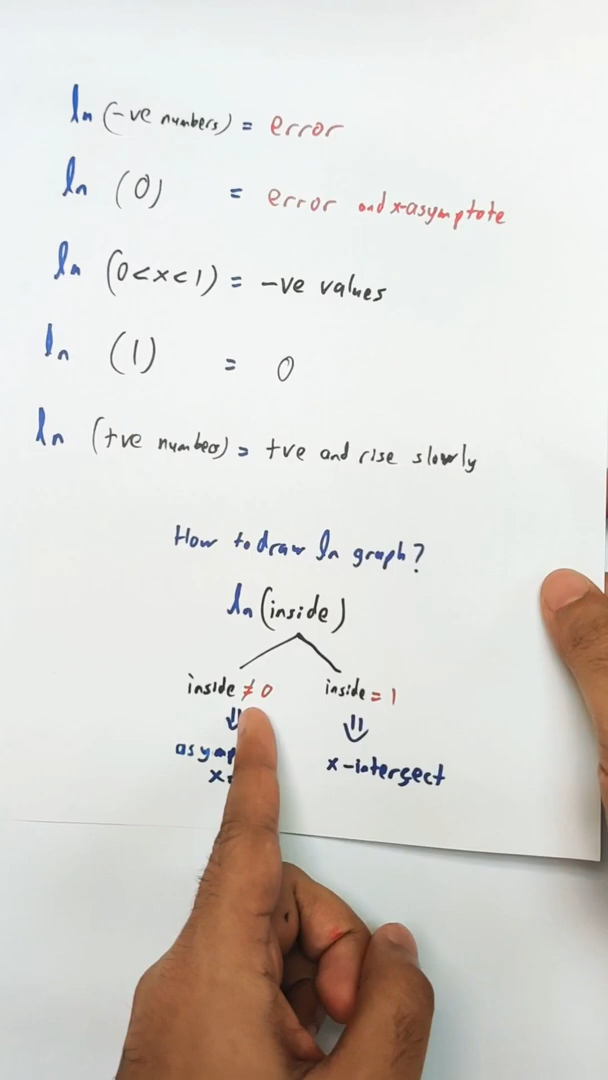 ln (-ve numbers) = error
ln (0) = error and x-asymptote
ln (0<x<1) = -ve values
ln (1) = 0
ln (+ve numbers) = +ve and rise slowly
How to draw ln graph?
ln (inside)
inside ≠ 0 inside = 1
⇓ ⇓
x-intersect